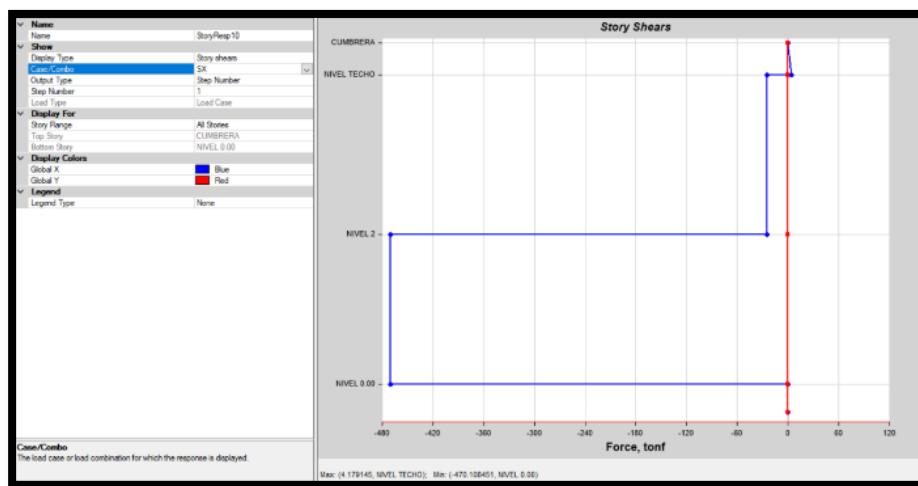 Name
Name StoryResp10
Show
Display Type Story shears
Case/Combo SX
Output Type Step Number
Step Number 1
Load Type Load Case
Display For
Story Range All Stories
Top Story CUMBRERA
Bottom Story NIVEL 0.00
Display Colors
Global X Blue
Global Y Red
Legend
Legend Type None
Case/Combo
The load case or load combination for which the response is displayed.
Story Shears
CUMBRERA
NIVEL TECHO
NIVEL 2
NIVEL 0.00
-480 -420 -360 -300 -240 -180 -120 -60 0 60 120
Force, tonf
Max: (4.179145, NIVEL TECHO); Min: (-470.108451, NIVEL 0.00)